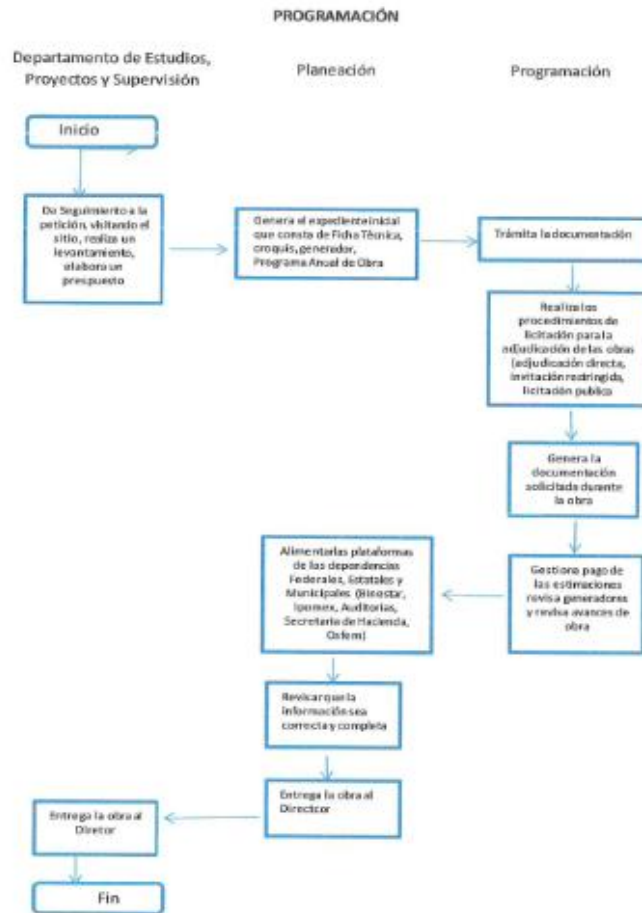 PROGRAMACIÓN
Departamento de Estudios,
Proyectos y Supervisión
Planeación
Programación
Inicio
Da Seguimiento a la
petición, visitando el
sitio, realiza un
levantamiento,
elabora un
prespuesto
Genera el expediente inicial
que consta de Ficha Técnica,
croquis, generador,
Programa Anual de Obra
Trámita la documentación
Realiza los
procedimientos de
licitación para la
adjudicación de las obras
(adjudicación directa,
invitación restringida,
licitación publica
Genera la
documentación
solicitada durante
la obra
Gestiona pago de
las estimaciones
revisa generadores
y revisa avances de
obra
Alimentar las plataformas
de las dependencias
Federales, Estatales y
Municipales (Binestar,
Ipomex, Auditorias,
Secretaria de Hacienda,
Osfem)
Revisar que la
información sea
correcta y completa
Entrega la obra al
Directicor
Entrega la obra al
Diretor
Fin